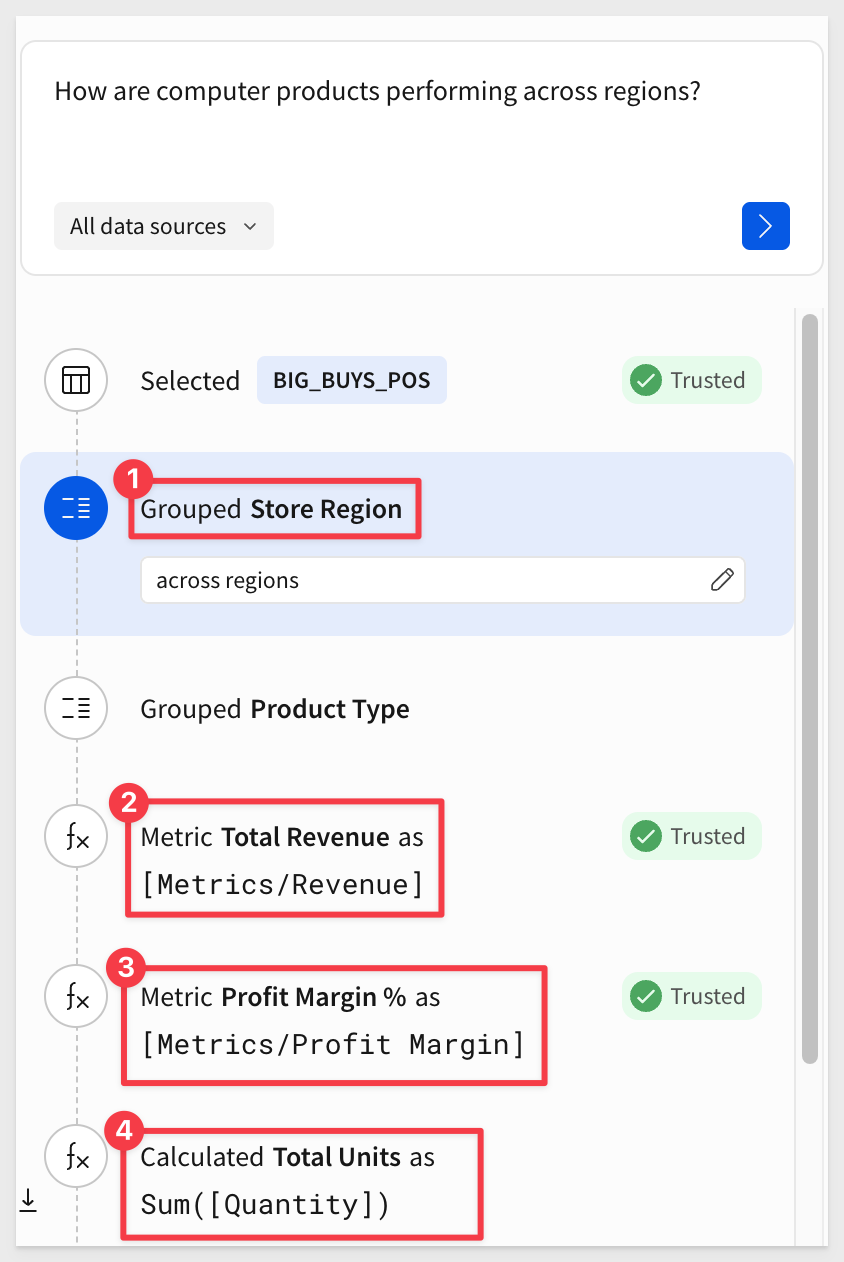 How are computer products performing across regions?
All data sources
Selected BIG_BUYS_POS Trusted
1
Grouped Store Region
across regions
Grouped Product Type
2
Metric Total Revenue as Trusted
[Metrics/Revenue]
3
Metric Profit Margin % as Trusted
[Metrics/Profit Margin]
4
Calculated Total Units as
Sum([Quantity])